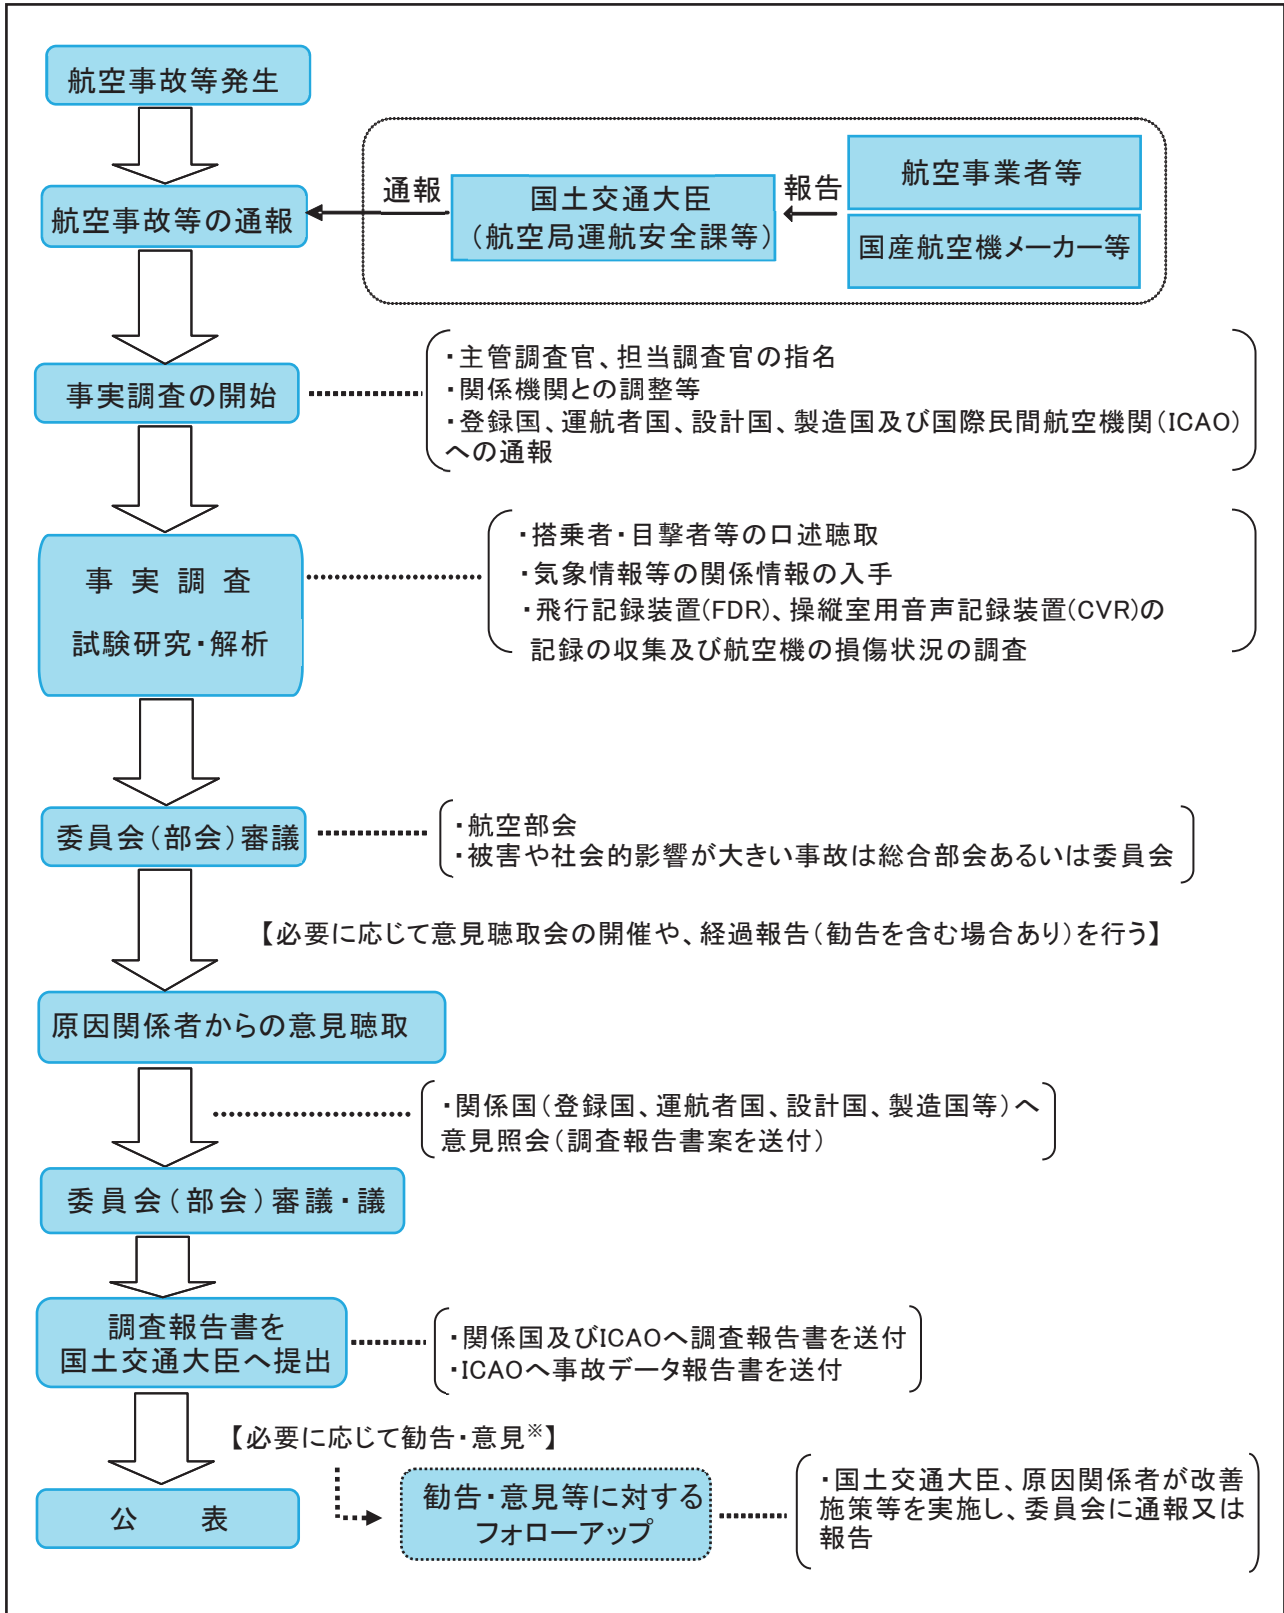 航空事故等発生
航空事業者等
通報
報告
国土交通大臣
(航空局運航安全課等)
航空事故等の通報
国産航空機メーカー等
事実調査の開始
・主管調査官、担当調査官の指名
・関係機関との調整等
・登録国、運航者国、設計国、製造国及び国際民間航空機関(ICAO)
への通報
事 実 調 査
試験研究・解析
・搭乗者・目撃者等の口述聴取
・気象情報等の関係情報の入手
・飛行記録装置(FDR)、操縦室用音声記録装置(CVR)の
記録の収集及び航空機の損傷状況の調査
委員会(部会)審議
・航空部会
・被害や社会的影響が大きい事故は総合部会あるいは委員会
【必要に応じて意見聴取会の開催や、経過報告(勧告を含む場合あり)を行う】
原因関係者からの意見聴取
・関係国(登録国、運航者国、設計国、製造国等)へ
意見照会(調査報告書案を送付)
委員会(部会)審議・議
調査報告書を
国土交通大臣へ提出
・関係国及びICAOへ調査報告書を送付
・ICAOへ事故データ報告書を送付
【必要に応じて勧告・意見※】
公 表
勧告・意見等に対する
フォローアップ
・国土交通大臣、原因関係者が改善
施策等を実施し、委員会に通報又は
報告